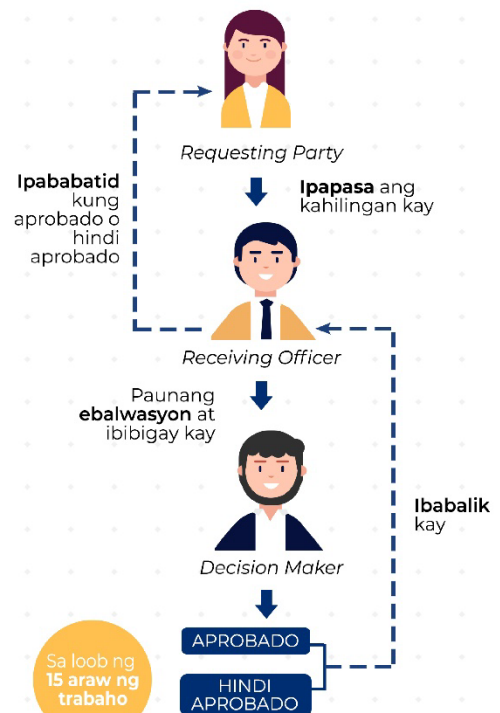 Requesting Party
Ipababatid
kung
aprobado o
hindi
aprobado
Ipapasa ang
kahilingan kay
Receiving Officer
Paunang
ebalwasyon at
ibibigay kay
Ibabalik
kay
Decision Maker
APROBADO
HINDI
APROBADO
Sa loob ng
15 araw ng
trabaho